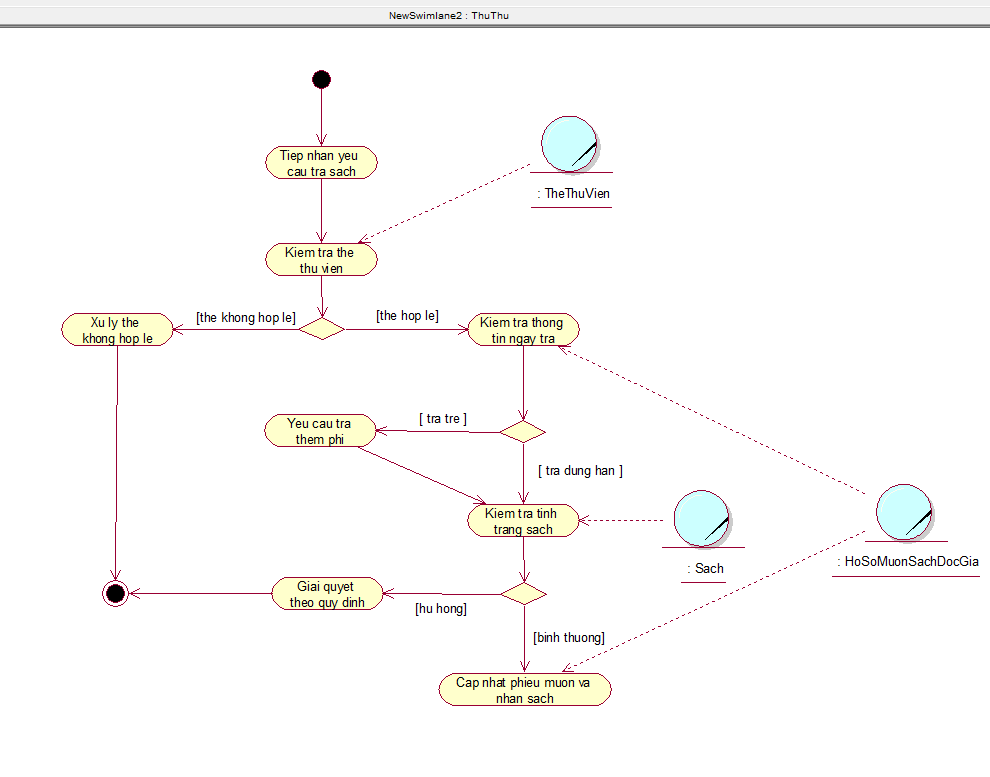 NewSwimlane2 : ThuThu
Tiep nhan yeu
cau tra sach
: TheThuVien
Kiem tra the
thu vien
[the khong hop le]
[the hop le]
Xu ly the
khong hop le
Kiem tra thong
tin ngay tra
Yeu cau tra
them phi
[ tra tre ]
[ tra dung han ]
Kiem tra tinh
trang sach
: Sach
: HoSoMuonSachDocGia
Giai quyet
theo quy dinh
[hu hong]
[binh thuong]
Cap nhat phieu muon va
nhan sach